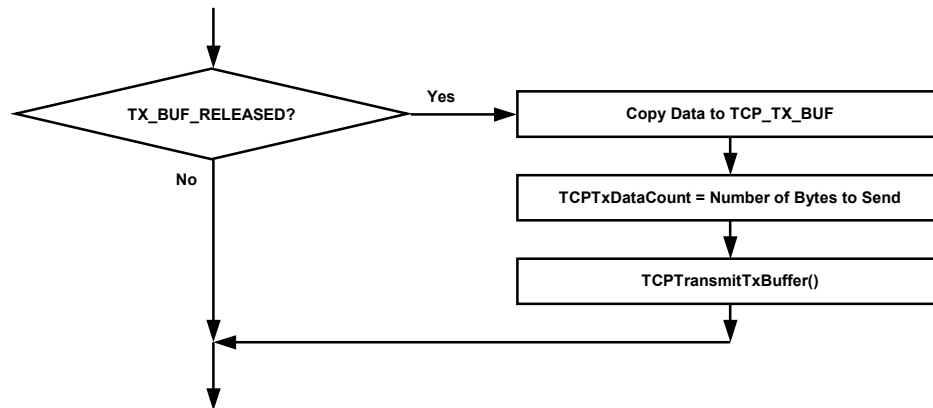 TX_BUF_RELEASED?
Yes
Copy Data to TCP_TX_BUF
No
TCPTxDataCount = Number of Bytes to Send
TCPTransmitTxBuffer()